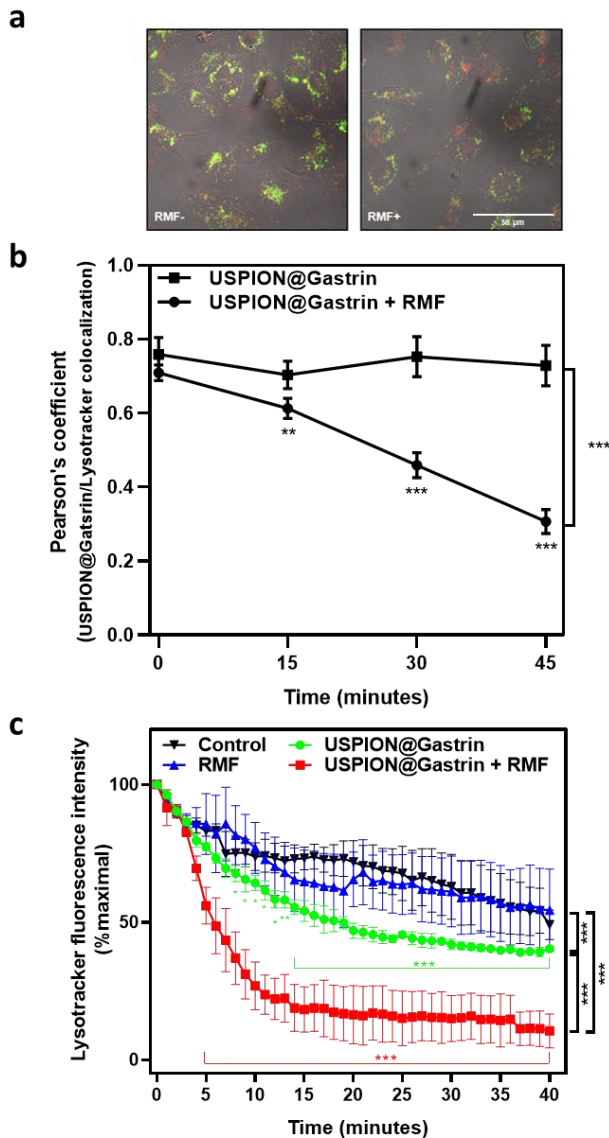 a
RMF-
RMF+
50 µm
b
1.0
0.8
0.6
0.4
0.2
0.0
USPION@Gastrin
USPION@Gastrin + RMF
**
***
***
***
0 15 30 45
Time (minutes)
Pearson's coefficient
(USPION@Gatsrin/Lysotracker colocalization)
c
Control
RMF
USPION@Gastrin
USPION@Gastrin + RMF
100
50
0
***
***
***
***
***
0 5 10 15 20 25 30 35 40
Time (minutes)
Lysotracker fluorescence intensity
(%maximal)